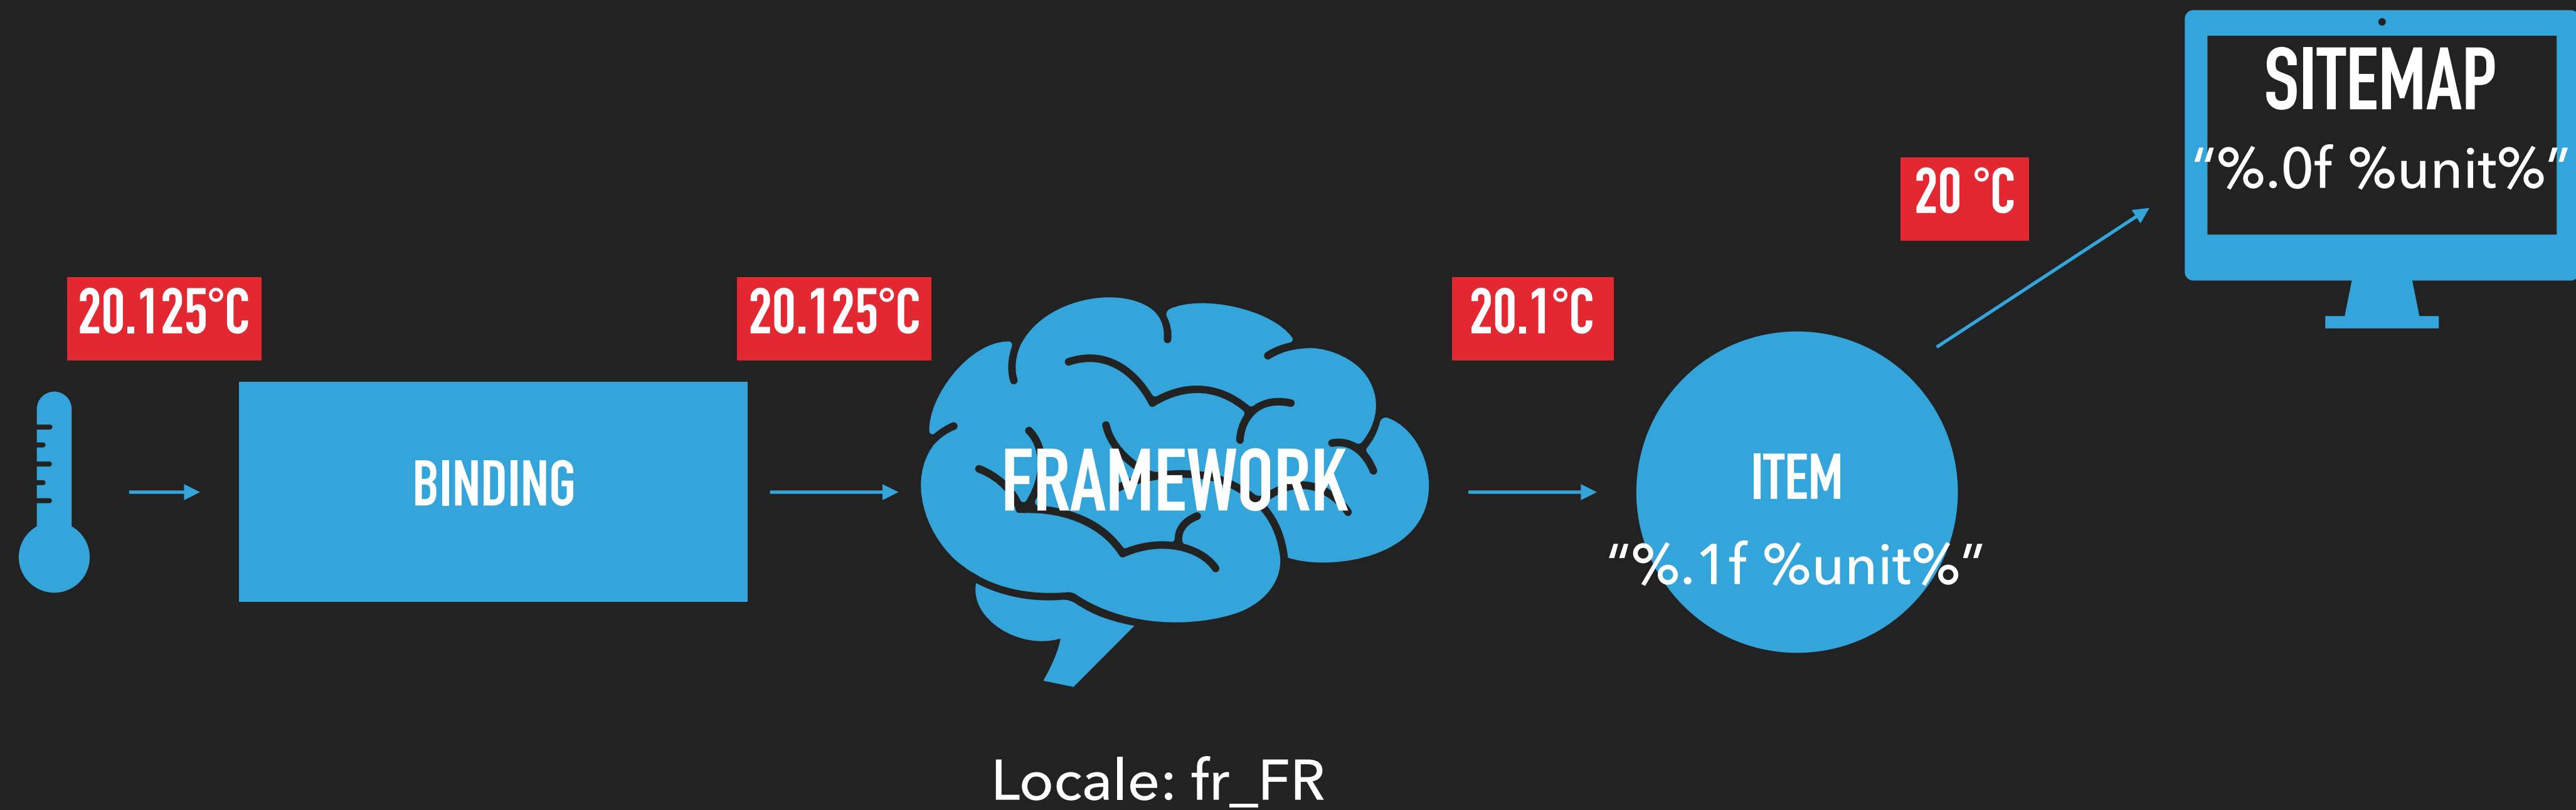 SITEMAP
"%.0f %unit%"
20 °C
20.125°C
20.125°C
20.1°C
BINDING
FRAMEWORK
ITEM
"%.1f %unit%"
Locale: fr_FR